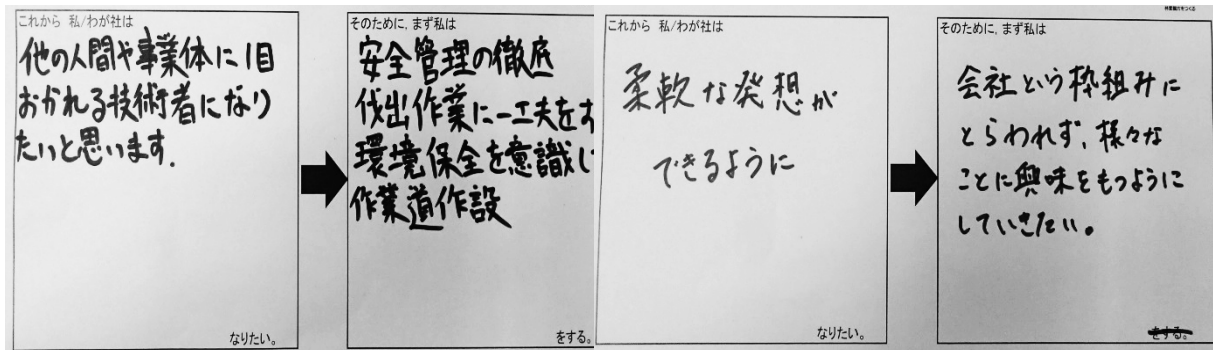 これから 私/わが社は
他の人間や事業体に1目
おかれる技術者になり
たいと思います.
なりたい。
そのために, まず私は
安全管理の徹底
伐出作業に一工夫をす
環境保全を意識し
作業道作設
をする。
これから 私/わが社は
柔軟な発想が
できるように
なりたい。
そのために, まず私は
会社という枠組みに
とらわれず、様々な
ことに興味をもつように
していきたい。
をする。